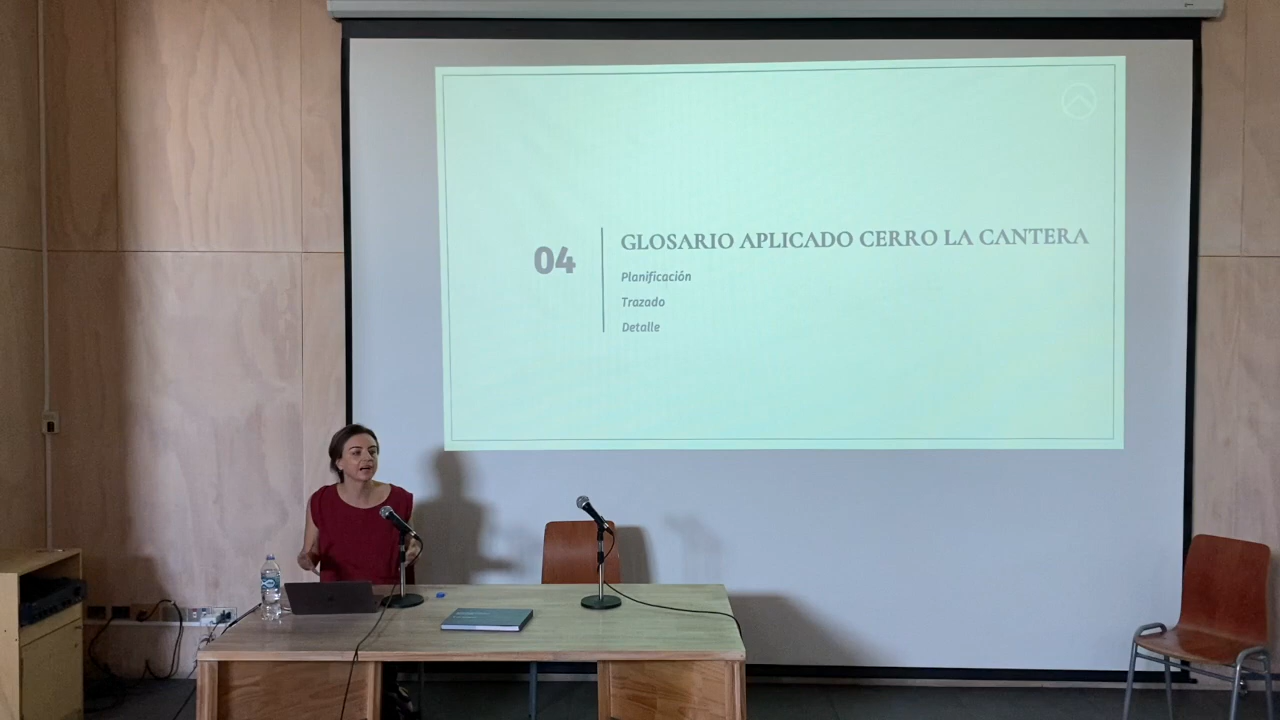 04
GLOSARIO APLICADO CERRO LA CANTERA
Planificación
Trazado
Detalle